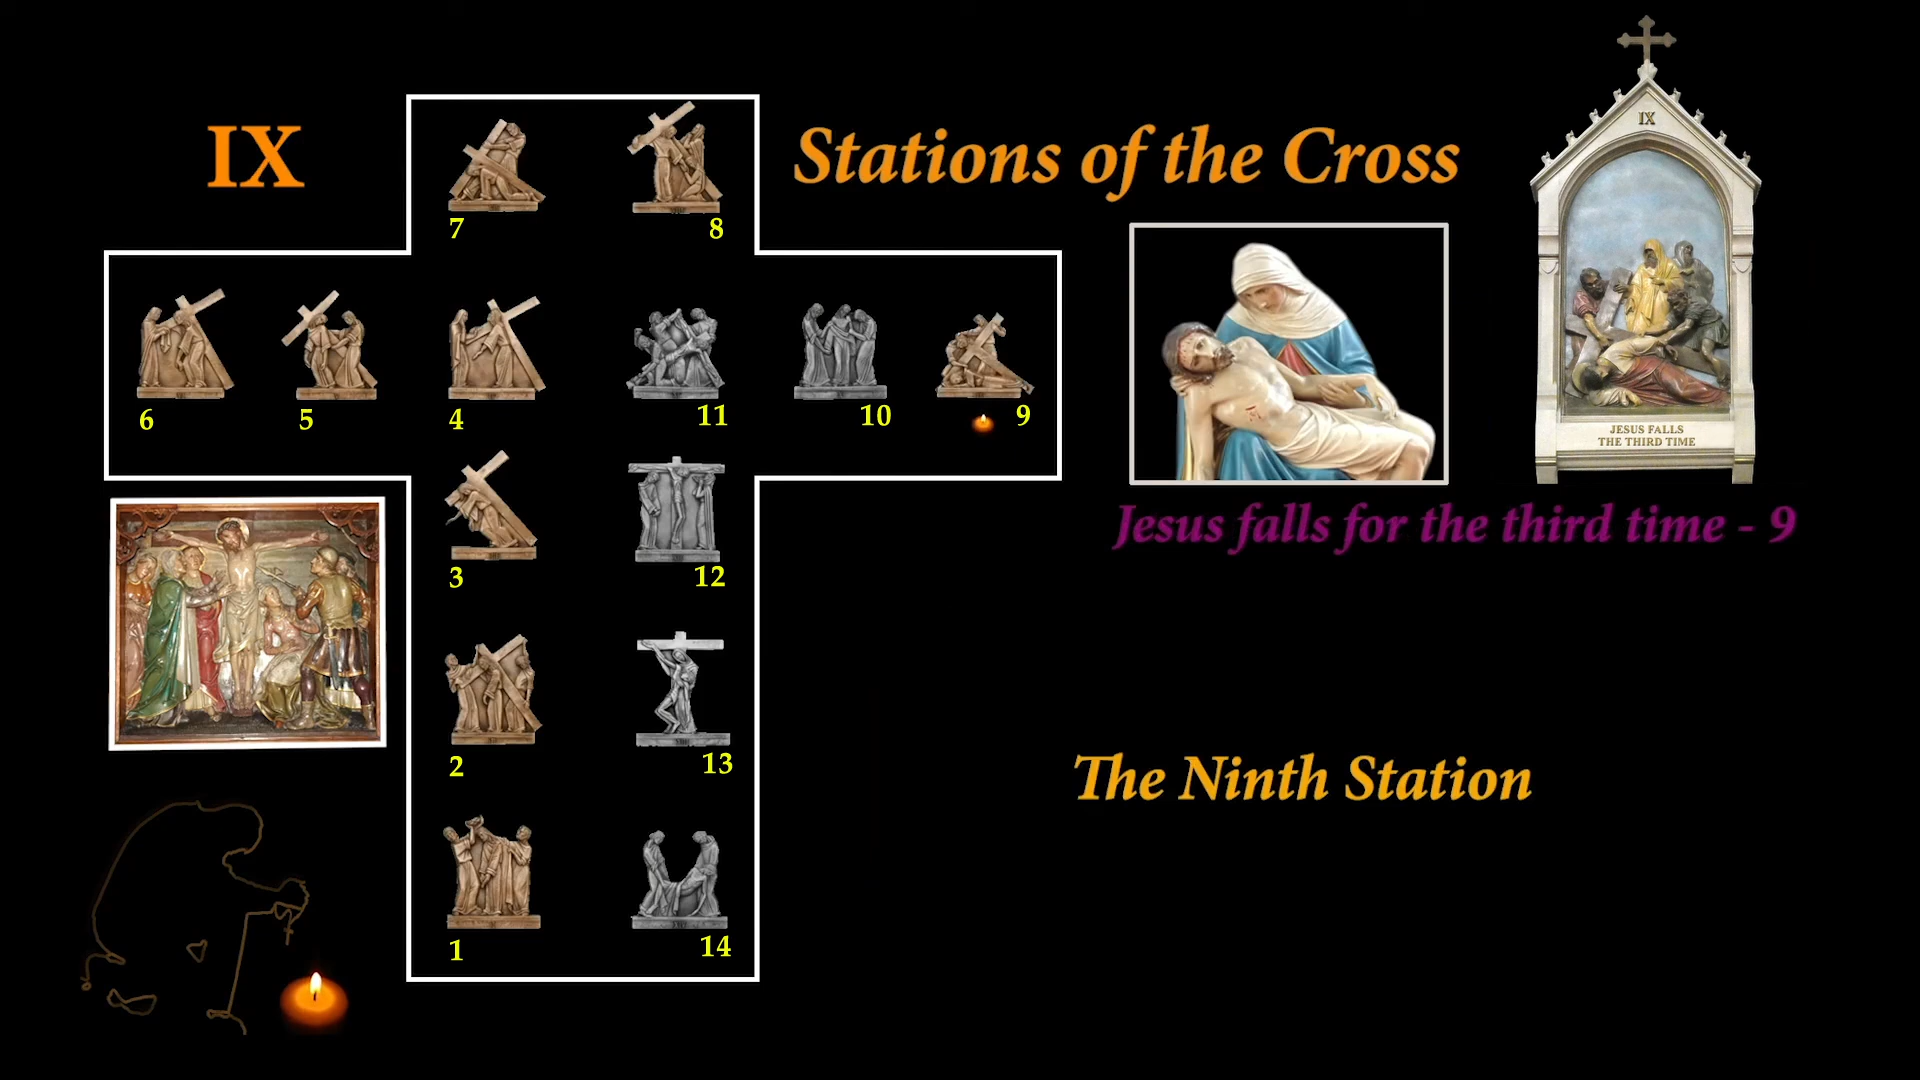 IX
Stations of the Cross
IX
7
8
6
5
4
11
10
9
JESUS FALLS
THE THIRD TIME
Jesus falls for the third time - 9
3
12
2
13
The Ninth Station
1
14